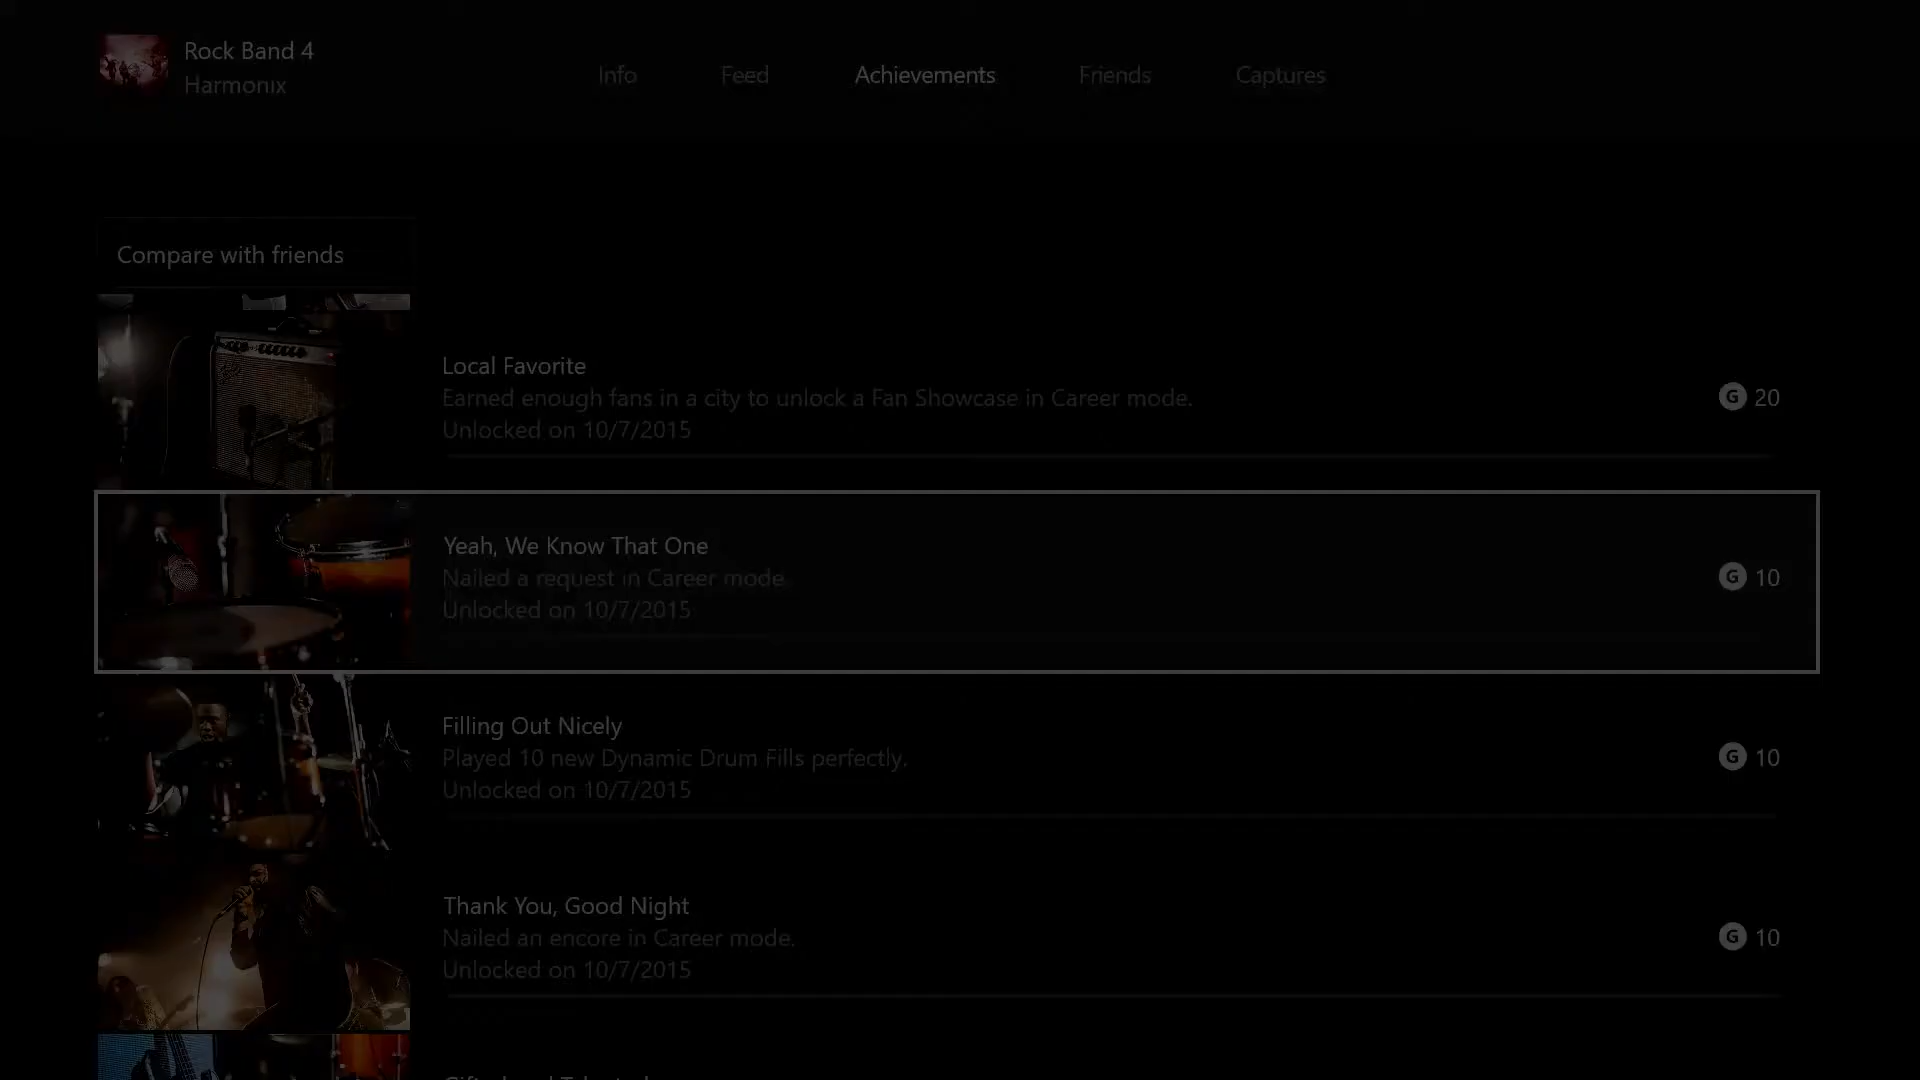 Rock Band 4
Harmonix
Info
Feed
Achievements
Friends
Captures
Compare with friends
Local Favorite
Earned enough fans in a city to unlock a Fan Showcase in Career mode.
Unlocked on 10/7/2015
G 20
Yeah, We Know That One
Nailed a request in Career mode.
Unlocked on 10/7/2015
G 10
Filling Out Nicely
Played 10 new Dynamic Drum Fills perfectly.
Unlocked on 10/7/2015
G 10
Thank You, Good Night
Nailed an encore in Career mode.
Unlocked on 10/7/2015
G 10